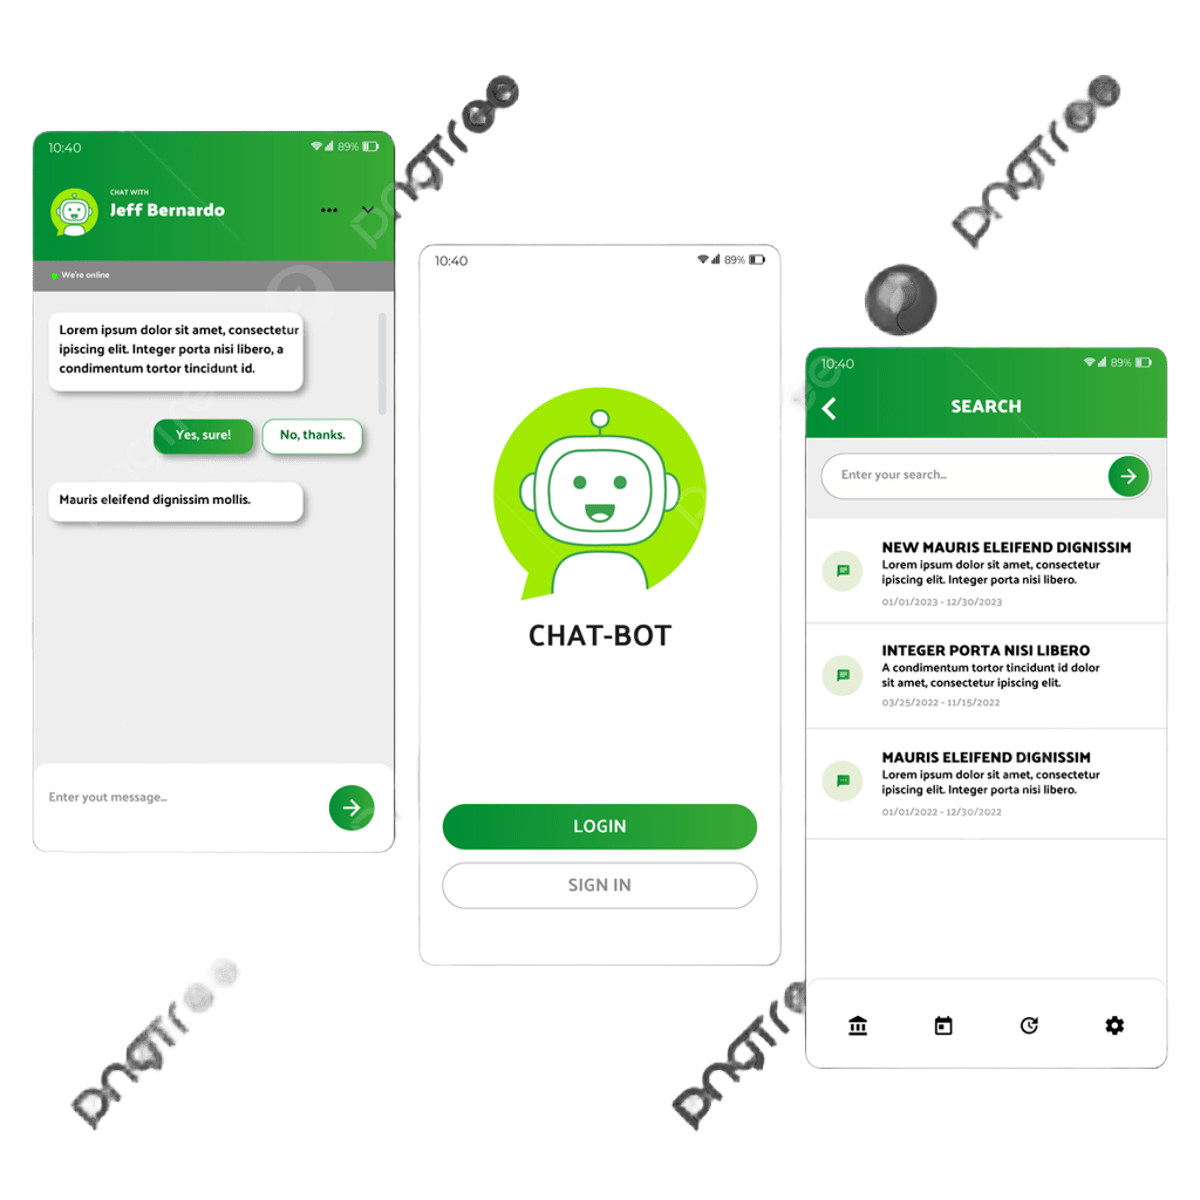 10:40
89%
CHAT WITH
Jeff Bernardo
We're online
Lorem ipsum dolor sit amet, consectetur
ipiscing elit. Integer porta nisi libero, a
condimentum tortor tincidunt id.
Yes, sure!
No, thanks.
Mauris eleifend dignissim mollis.
Enter yout message...
10:40
89%
CHAT-BOT
LOGIN
SIGN IN
10:40
89%
SEARCH
Enter your search...
NEW MAURIS ELEIFEND DIGNISSIM
Lorem ipsum dolor sit amet, consectetur
ipiscing elit. Integer porta nisi libero.
01/01/2023 - 12/30/2023
INTEGER PORTA NISI LIBERO
A condimentum tortor tincidunt id dolor
sit amet, consectetur ipiscing elit.
03/25/2022 - 11/15/2022
MAURIS ELEIFEND DIGNISSIM
Lorem ipsum dolor sit amet, consectetur
ipiscing elit. Integer porta nisi libero.
01/01/2022 - 12/30/2022
pngtree
pngtree
pngtree
pngtree
pngtree